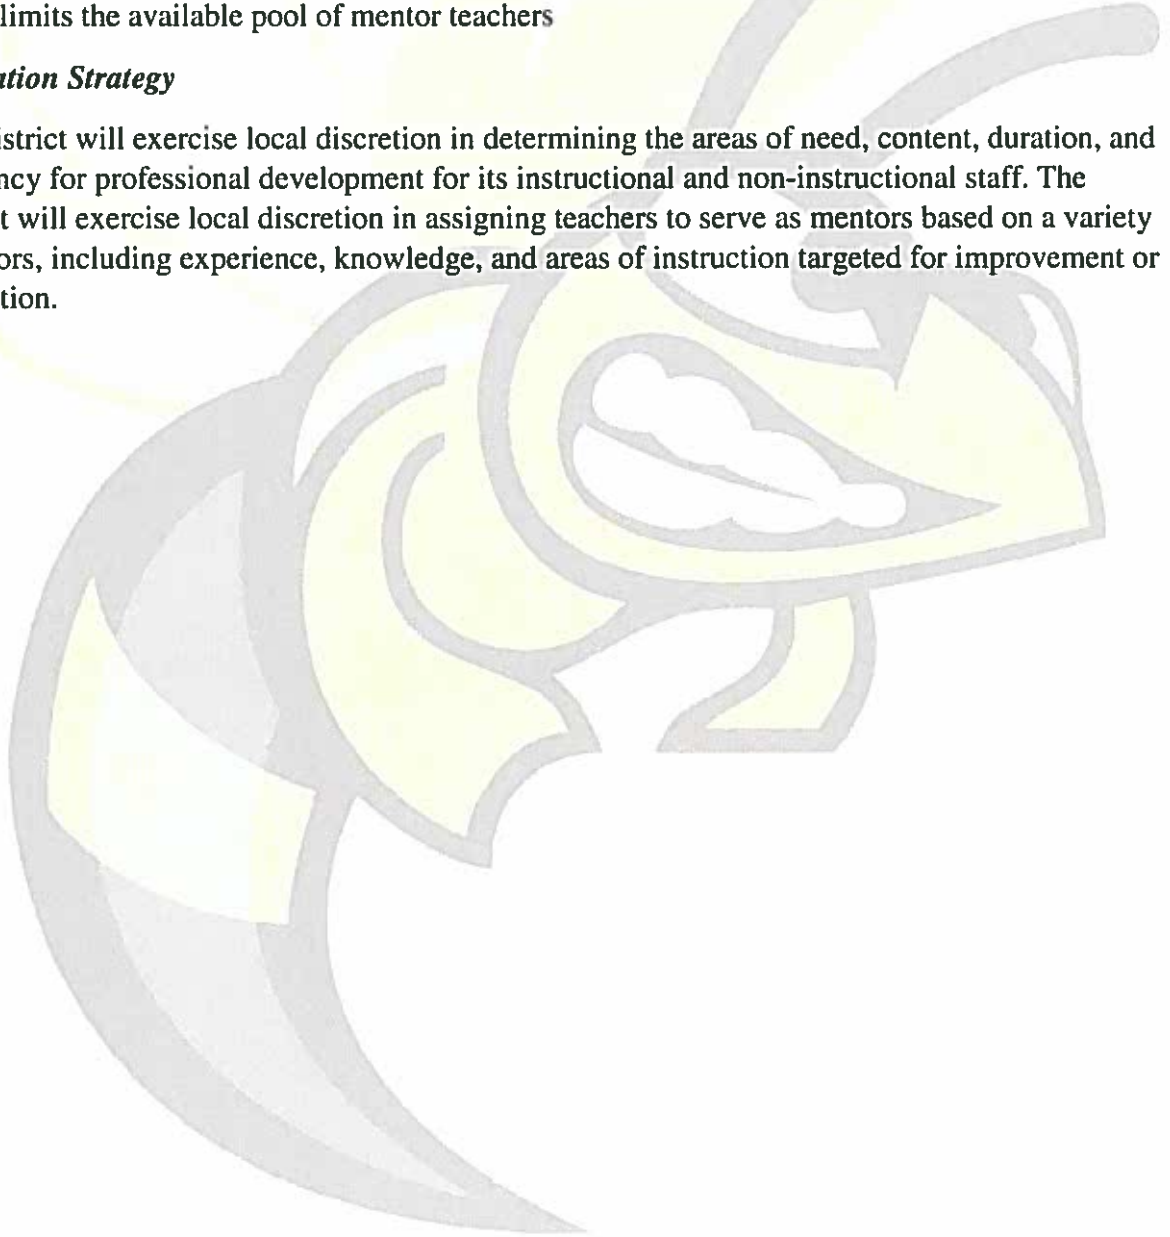 limits the available pool of mentor teachers
ation Strategy
istrict will exercise local discretion in determining the areas of need, content, duration, and
ncy for professional development for its instructional and non-instructional staff. The
t will exercise local discretion in assigning teachers to serve as mentors based on a variety
ors, including experience, knowledge, and areas of instruction targeted for improvement or
tion.